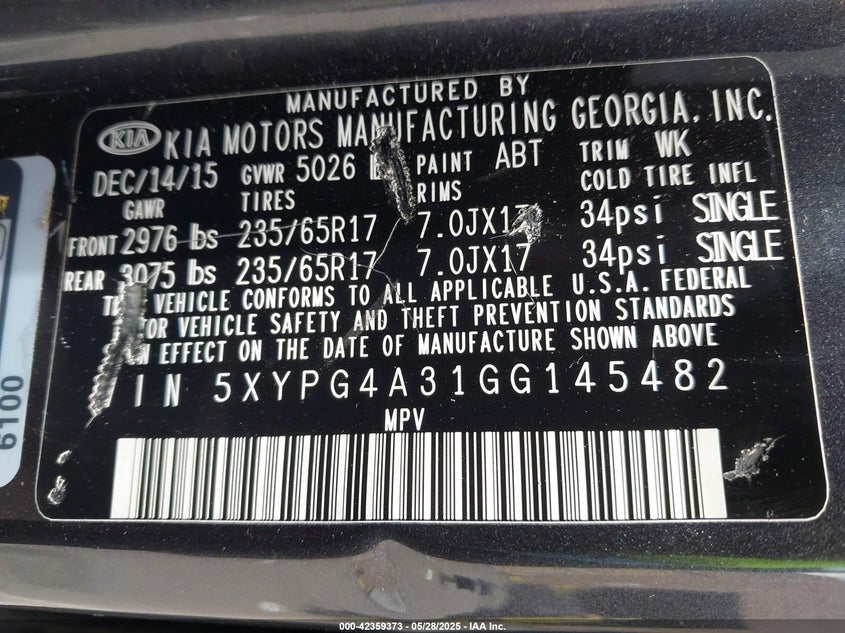 MANUFACTURED BY
KIA KIA MOTORS MANUFACTURING GEORGIA, INC.
DEC/14/15 GVWR 5026 PAINT ABT TRIM WK
GAWR TIRES RIMS COLD TIRE INFL
FRONT 2976 lbs 235/65R17 7.0JX17 34psi SINGLE
REAR 3075 lbs 235/65R17 7.0JX17 34psi SINGLE
VEHICLE CONFORMS TO ALL APPLICABLE U.S.A. FEDERAL
VEHICLE SAFETY AND THEFT PREVENTION STANDARDS
IN EFFECT ON THE DATE OF MANUFACTURE SHOWN ABOVE
5XYPG4A31GG145482
MPV
6100
000-42359373 - 05/28/2025 - IAA Inc.